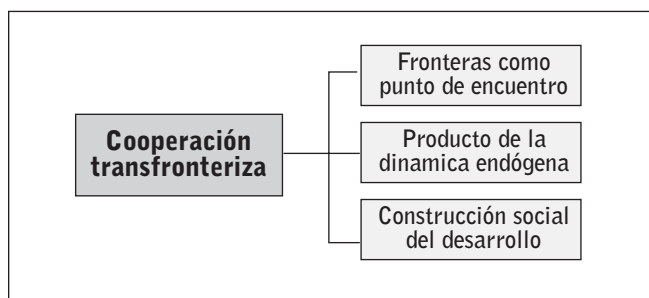 Fronteras como
punto de encuentro
Cooperación
transfronteriza
Producto de la
dinamica endógena
Construcción social
del desarrollo